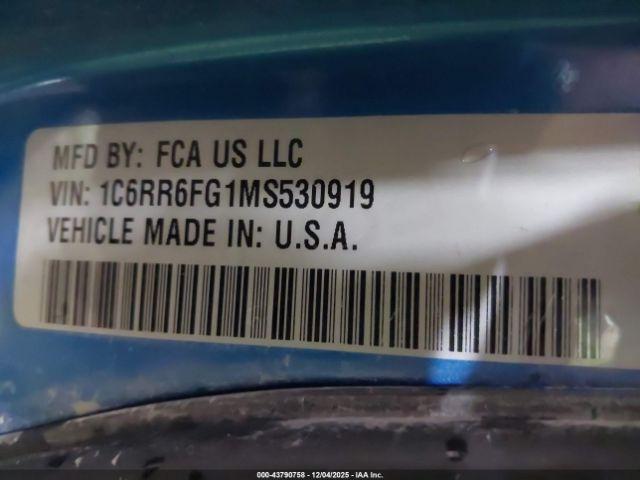 MFD BY: FCA US LLC
VIN: 1C6RR6FG1MS530919
VEHICLE MADE IN: U.S.A.
000-43790758 - 12/04/2025 - IAA Inc.